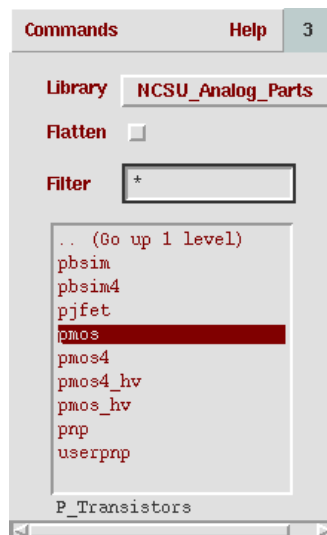 Commands Help 3
Library NCSU_Analog_Parts
Flatten
Filter *
.. (Go up 1 level)
pbsim
pbsim4
pjfet
pmos
pmos4
pmos4_hv
pmos_hv
pnp
userpnp
P_Transistors